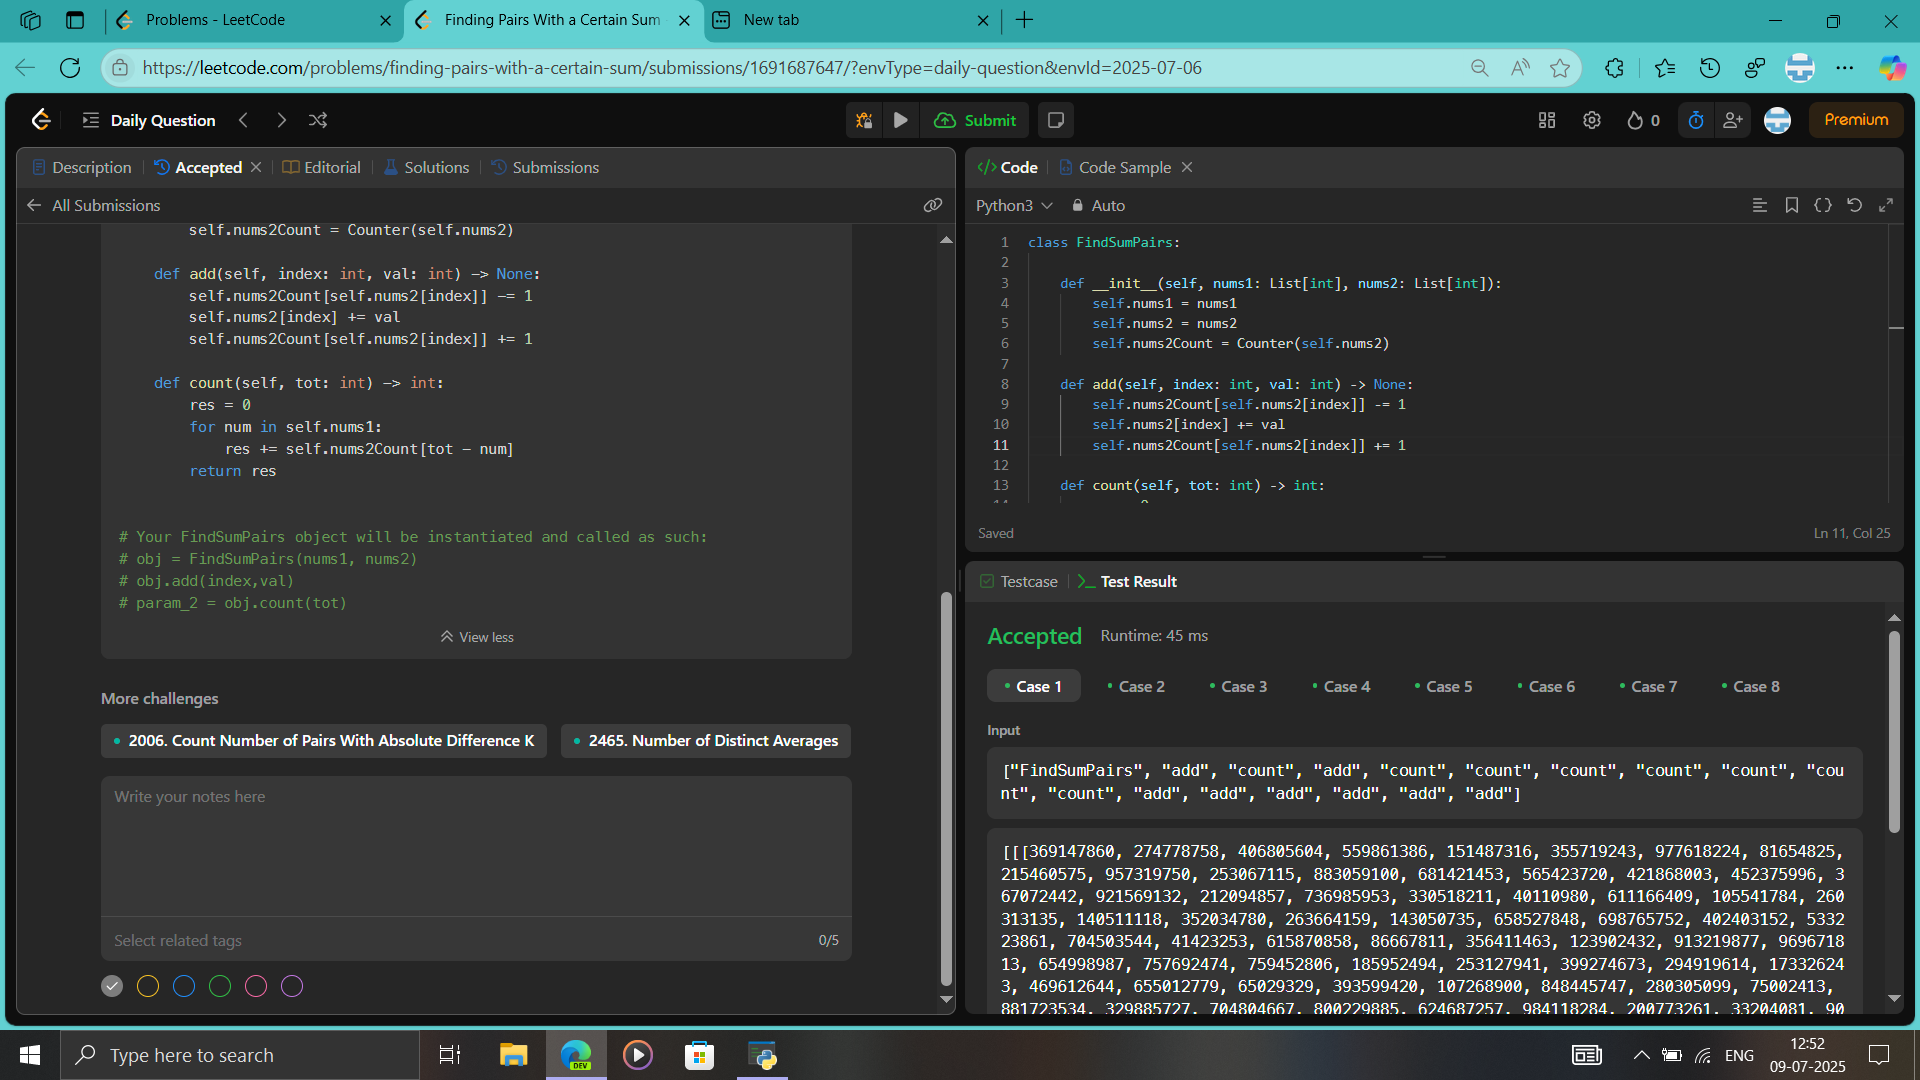 Problems - LeetCode
Finding Pairs With a Certain Sum
New tab
https://leetcode.com/problems/finding-pairs-with-a-certain-sum/submissions/1691687647/?envType=daily-question&envId=2025-07-06
Daily Question
Submit
0
Premium
Description
Accepted
Editorial
Solutions
Submissions
All Submissions
self.nums2Count = Counter(self.nums2)
def add(self, index: int, val: int) -> None:
self.nums2Count[self.nums2[index]] -= 1
self.nums2[index] += val
self.nums2Count[self.nums2[index]] += 1
def count(self, tot: int) -> int:
res = 0
for num in self.nums1:
res += self.nums2Count[tot - num]
return res
# Your FindSumPairs object will be instantiated and called as such:
# obj = FindSumPairs(nums1, nums2)
# obj.add(index,val)
# param_2 = obj.count(tot)
View less
More challenges
2006. Count Number of Pairs With Absolute Difference K
2465. Number of Distinct Averages
Write your notes here
Select related tags
0/5
Code
Code Sample
Python3
Auto
1 class FindSumPairs:
2
3 def __init__(self, nums1: List[int], nums2: List[int]):
4 self.nums1 = nums1
5 self.nums2 = nums2
6 self.nums2Count = Counter(self.nums2)
7
8 def add(self, index: int, val: int) -> None:
9 self.nums2Count[self.nums2[index]] -= 1
10 self.nums2[index] += val
11 self.nums2Count[self.nums2[index]] += 1
12
13 def count(self, tot: int) -> int:
Saved
Ln 11, Col 25
Testcase
Test Result
Accepted
Runtime: 45 ms
Case 1
Case 2
Case 3
Case 4
Case 5
Case 6
Case 7
Case 8
Input
["FindSumPairs", "add", "count", "add", "count", "count", "count", "count", "count", "cou
nt", "count", "add", "add", "add", "add", "add", "add"]
[[[369147860, 274778758, 406805604, 559861386, 151487316, 355719243, 977618224, 81654825,
215460575, 957319750, 253067115, 883059100, 681421453, 565423720, 421868003, 452375996, 3
67072442, 921569132, 212094857, 736985953, 330518211, 40110980, 611166409, 105541784, 260
313135, 140511118, 352034780, 263664159, 143050735, 658527848, 698765752, 402403152, 533
23861, 704503544, 41423253, 615870858, 86667811, 356411463, 123902432, 913219877, 9696718
13, 654998987, 757692474, 759452806, 185952494, 253127941, 399274673, 294919614, 17332624
3, 469612644, 655012779, 65029329, 393599420, 107268900, 848445747, 280305099, 75002413,
881723534, 329885727, 704804667, 800229885, 624687257, 984118284, 200773261, 33204081, 90
Type here to search
DEV
ENG
12:52
09-07-2025